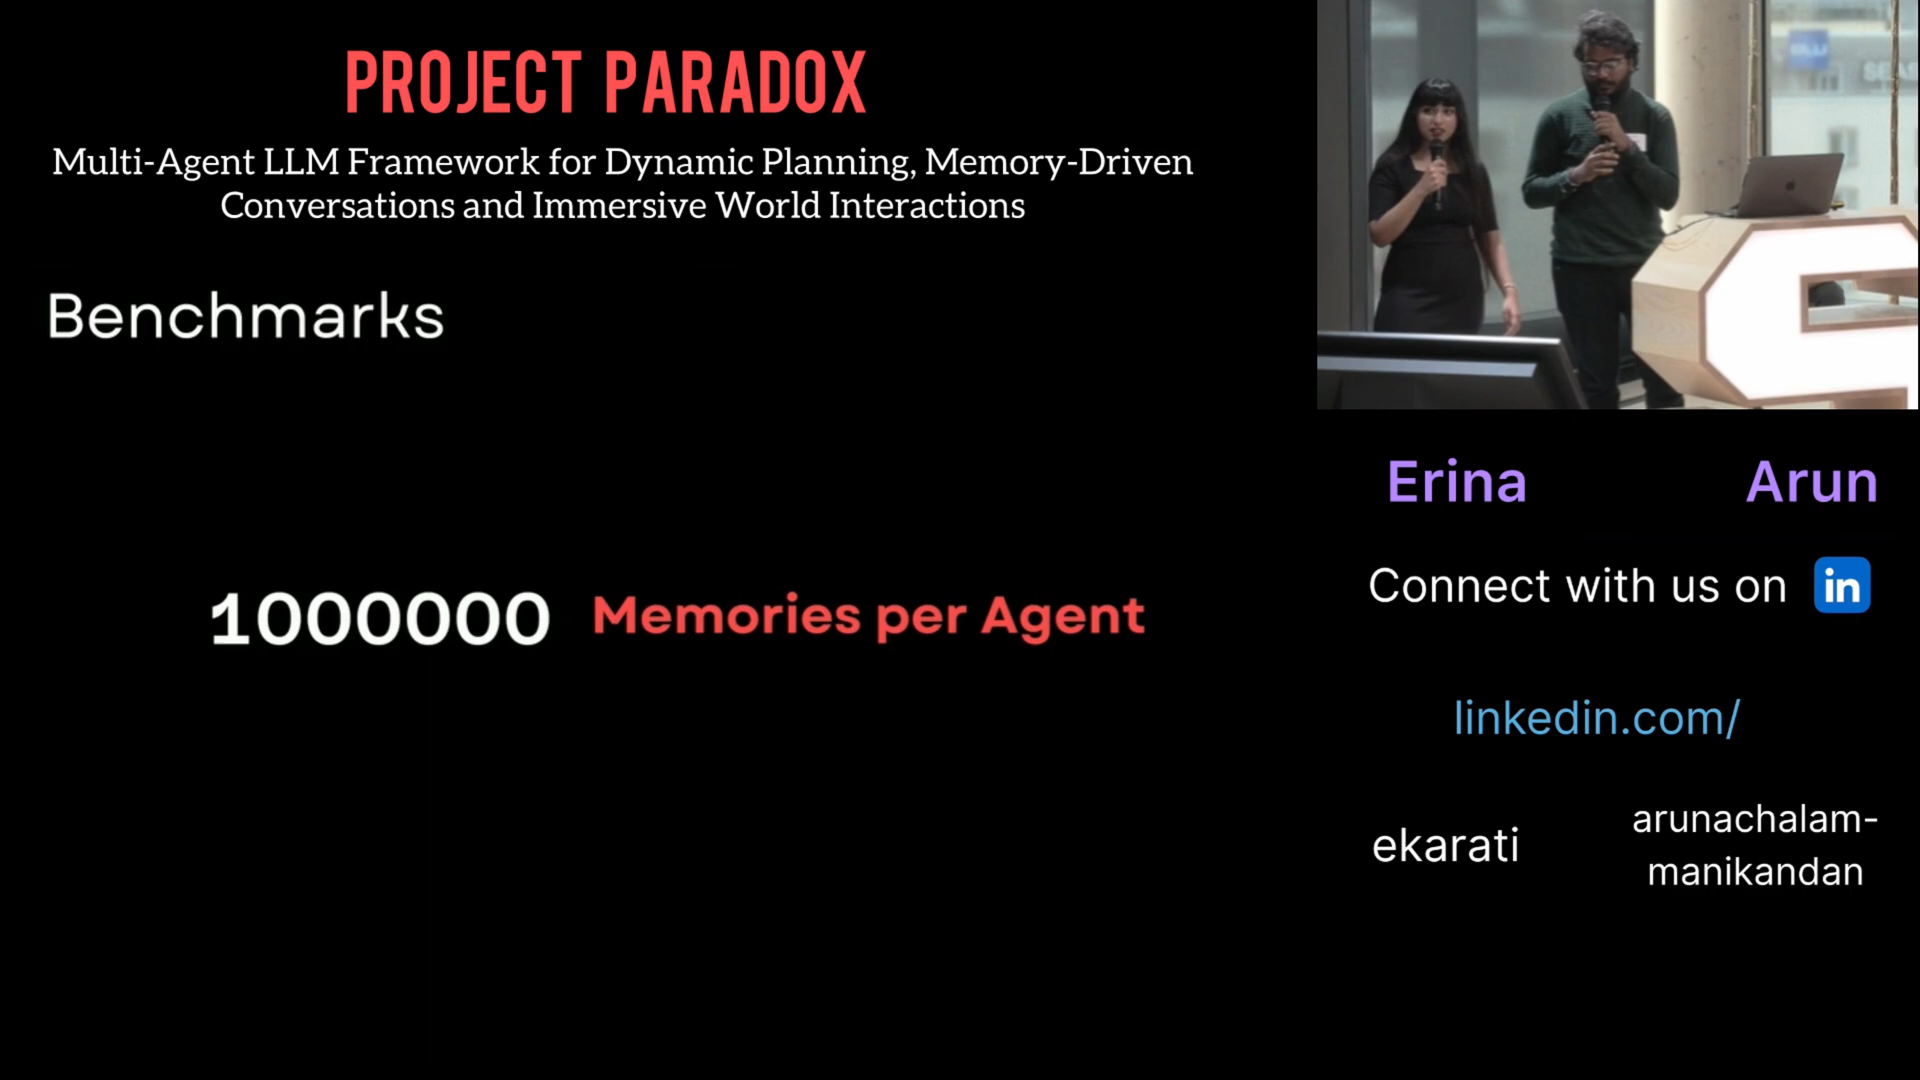 PROJECT PARADOX
Multi-Agent LLM Framework for Dynamic Planning, Memory-Driven
Conversations and Immersive World Interactions
Benchmarks
1000000 Memories per Agent
Erina
Arun
Connect with us on in
linkedin.com/
ekarati
arunachalam-
manikandan